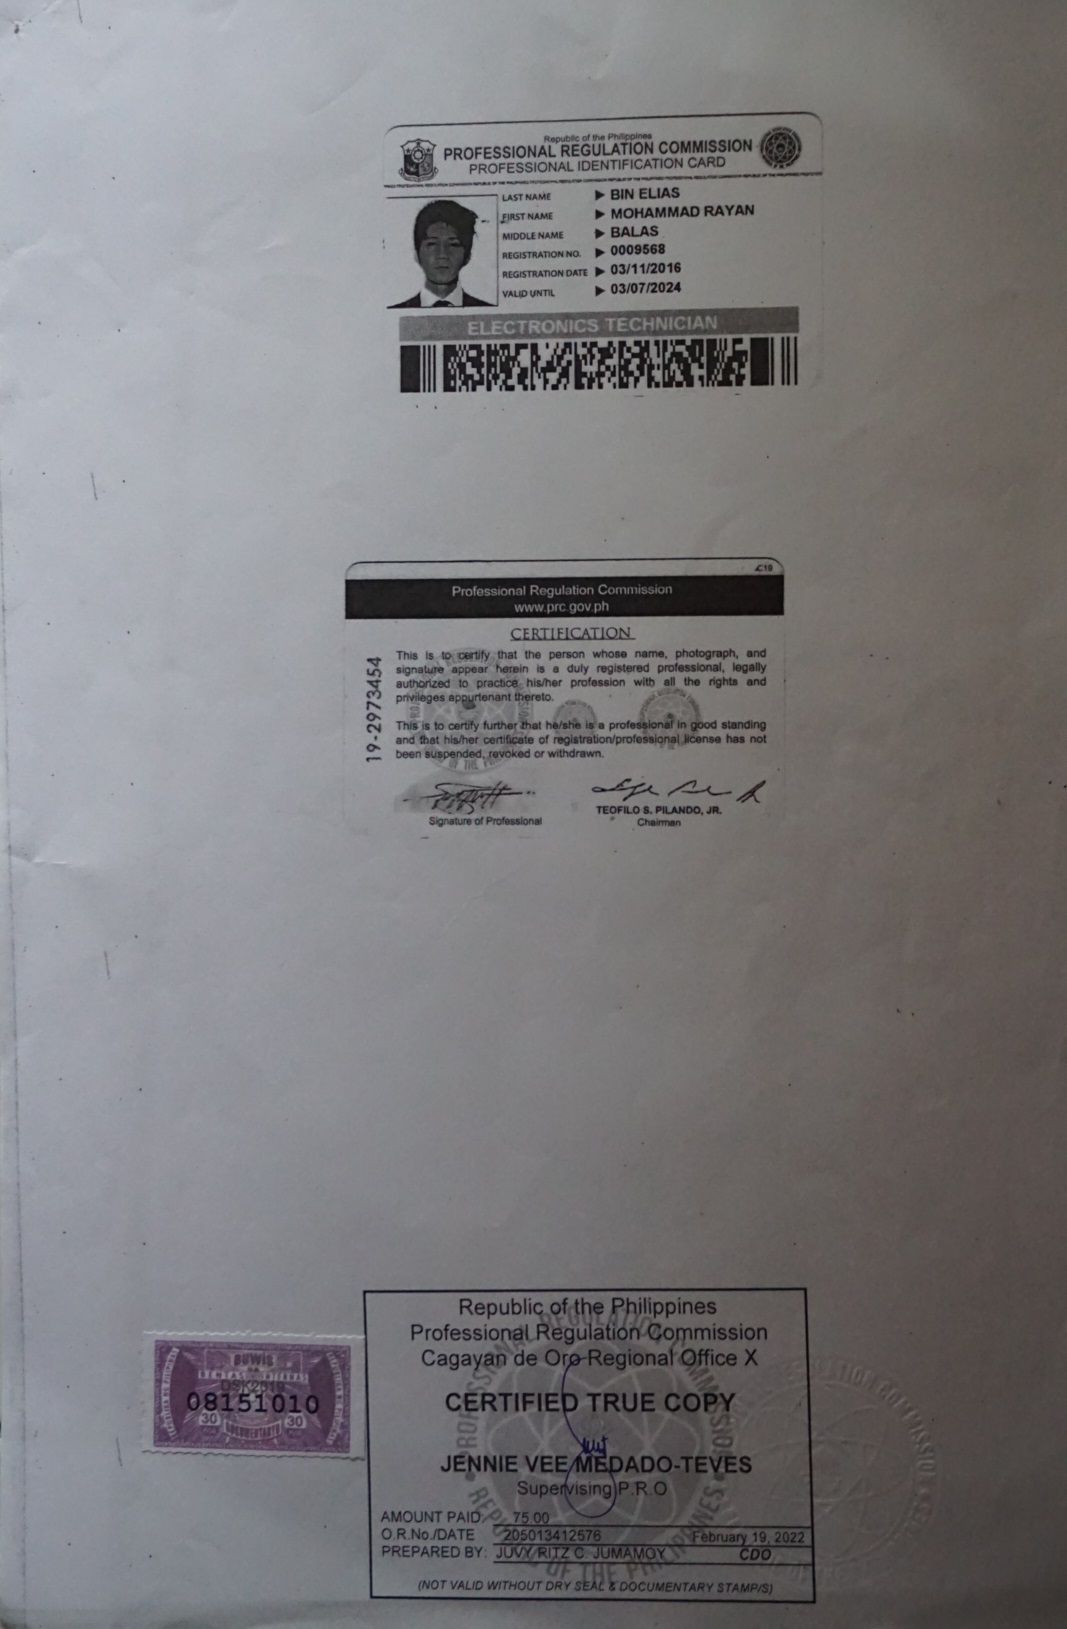 Republic of the Philippines
PROFESSIONAL REGULATION COMMISSION
PROFESSIONAL IDENTIFICATION CARD
LAST NAME ▶ BIN ELIAS
FIRST NAME ▶ MOHAMMAD RAYAN
MIDDLE NAME ▶ BALAS
REGISTRATION NO. ▶ 0009568
REGISTRATION DATE ▶ 03/11/2016
VALID UNTIL ▶ 03/07/2024
ELECTRONICS TECHNICIAN
C19
Professional Regulation Commission
www.prc.gov.ph
CERTIFICATION
19-2973454
This is to certify that the person whose name, photograph, and
signature appear herein is a duly registered professional, legally
authorized to practice his/her profession with all the rights and
privileges appurtenant thereto.
This is to certify further that he/she is a professional in good standing
and that his/her certificate of registration/professional license has not
been suspended, revoked or withdrawn.
Signature of Professional
TEOFILO S. PILANDO, JR.
Chairman
Republic of the Philippines
Professional Regulation Commission
Cagayan de Oro Regional Office X
CERTIFIED TRUE COPY
JENNIE VEE MEDADO-TEVES
Supervising P.R.O
AMOUNT PAID: 75.00
O.R.No./DATE 205013412576 February 19, 2022
PREPARED BY: JUVY RITZ C. JUMAMOY CDO
(NOT VALID WITHOUT DRY SEAL & DOCUMENTARY STAMP/S)
BUWIS
SA
RENTAS INTERNAS
08151010
30 30
DOCUMENTARY